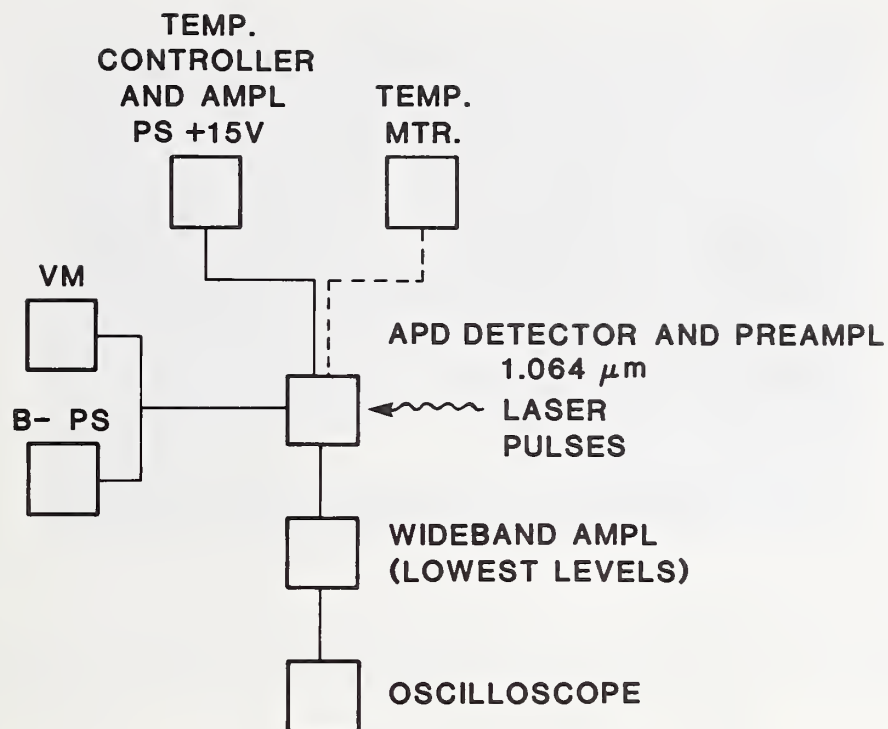 TEMP.
CONTROLLER
AND AMPL
PS +15V
TEMP.
MTR.
VM
B- PS
APD DETECTOR AND PREAMPL
1.064 μm
LASER
PULSES
WIDEBAND AMPL
(LOWEST LEVELS)
OSCILLOSCOPE